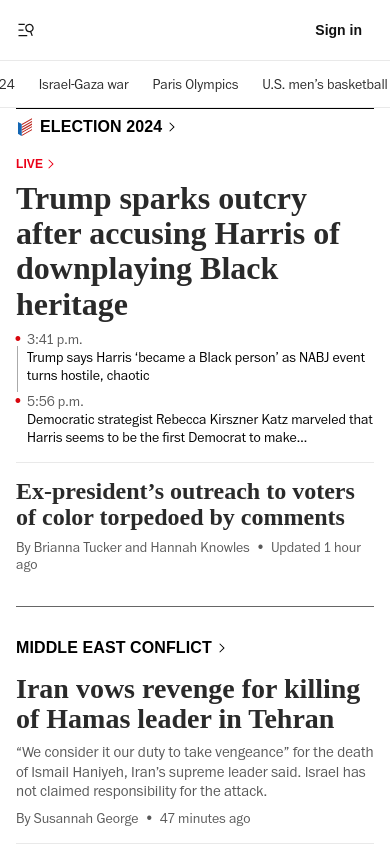 Sign in
24 Israel-Gaza war Paris Olympics U.S. men’s basketball
ELECTION 2024
LIVE
Trump sparks outcry
after accusing Harris of
downplaying Black
heritage
3:41 p.m.
Trump says Harris ‘became a Black person’ as NABJ event
turns hostile, chaotic
5:56 p.m.
Democratic strategist Rebecca Kirszner Katz marveled that
Harris seems to be the first Democrat to make...
Ex-president’s outreach to voters
of color torpedoed by comments
By Brianna Tucker and Hannah Knowles • Updated 1 hour
ago
MIDDLE EAST CONFLICT
Iran vows revenge for killing
of Hamas leader in Tehran
“We consider it our duty to take vengeance” for the death
of Ismail Haniyeh, Iran’s supreme leader said. Israel has
not claimed responsibility for the attack.
By Susannah George • 47 minutes ago